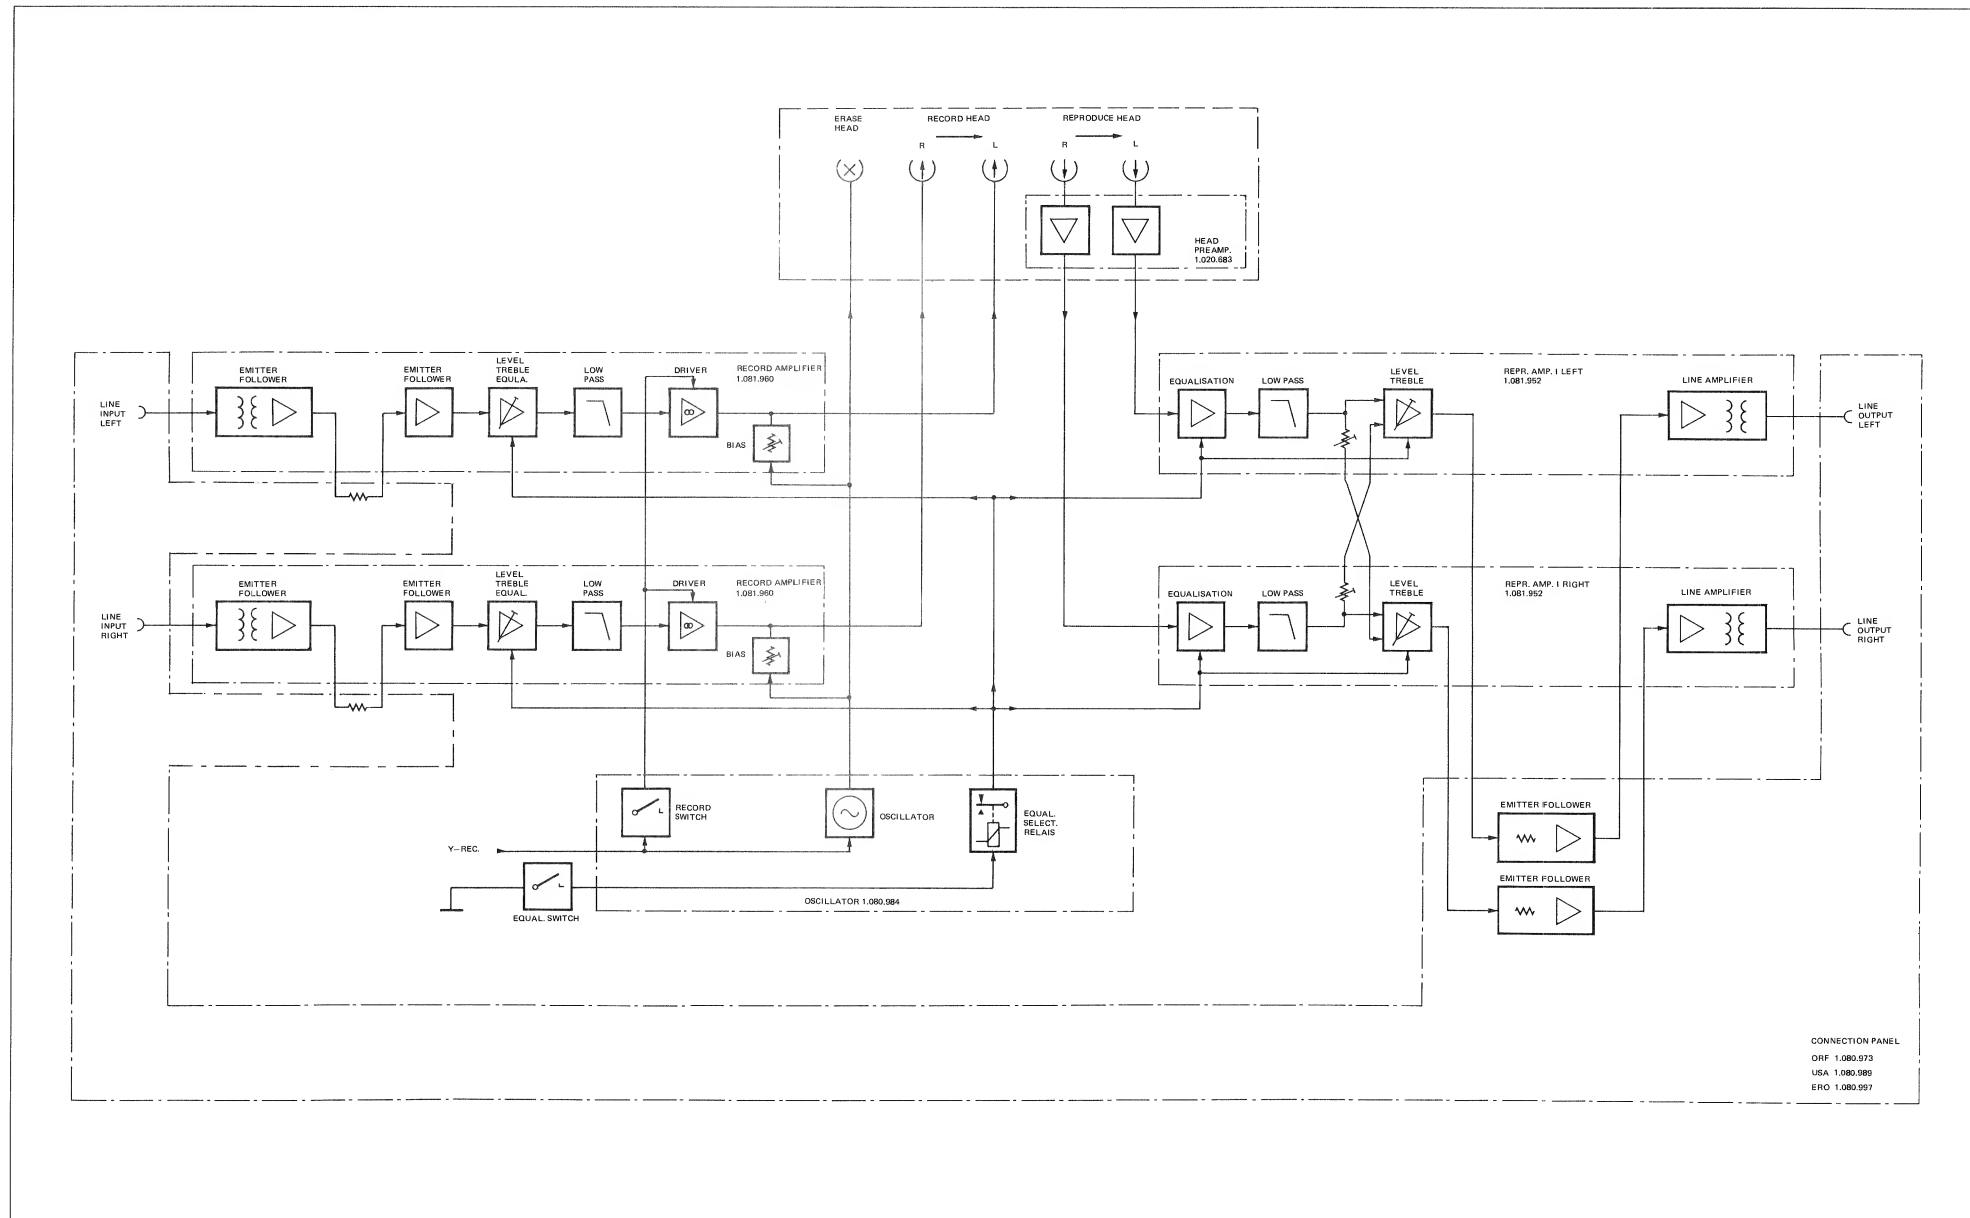 ERASE
HEAD
RECORD HEAD
REPRODUCE HEAD
R
L
R
L
HEAD
PREAMP.
1.020.683
EMITTER
FOLLOWER
EMITTER
FOLLOWER
LEVEL
TREBLE
EQULA.
LOW
PASS
DRIVER
RECORD AMPLIFIER
1.081.960
LINE
INPUT
LEFT
BIAS
EQUALISATION
LOW PASS
LEVEL
TREBLE
REPR. AMP. I LEFT
1.081.952
LINE AMPLIFIER
LINE
OUTPUT
LEFT
EMITTER
FOLLOWER
EMITTER
FOLLOWER
LEVEL
TREBLE
EQUAL.
LOW
PASS
DRIVER
RECORD AMPLIFIER
1.081.960
LINE
INPUT
RIGHT
BIAS
EQUALISATION
LOW PASS
LEVEL
TREBLE
REPR. AMP. I RIGHT
1.081.952
LINE AMPLIFIER
LINE
OUTPUT
RIGHT
RECORD
SWITCH
OSCILLATOR
EQUAL.
SELECT.
RELAIS
Y–REC.
EQUAL. SWITCH
OSCILLATOR 1.080.984
EMITTER FOLLOWER
EMITTER FOLLOWER
CONNECTION PANEL
ORF 1.080.973
USA 1.080.989
ERO 1.080.997